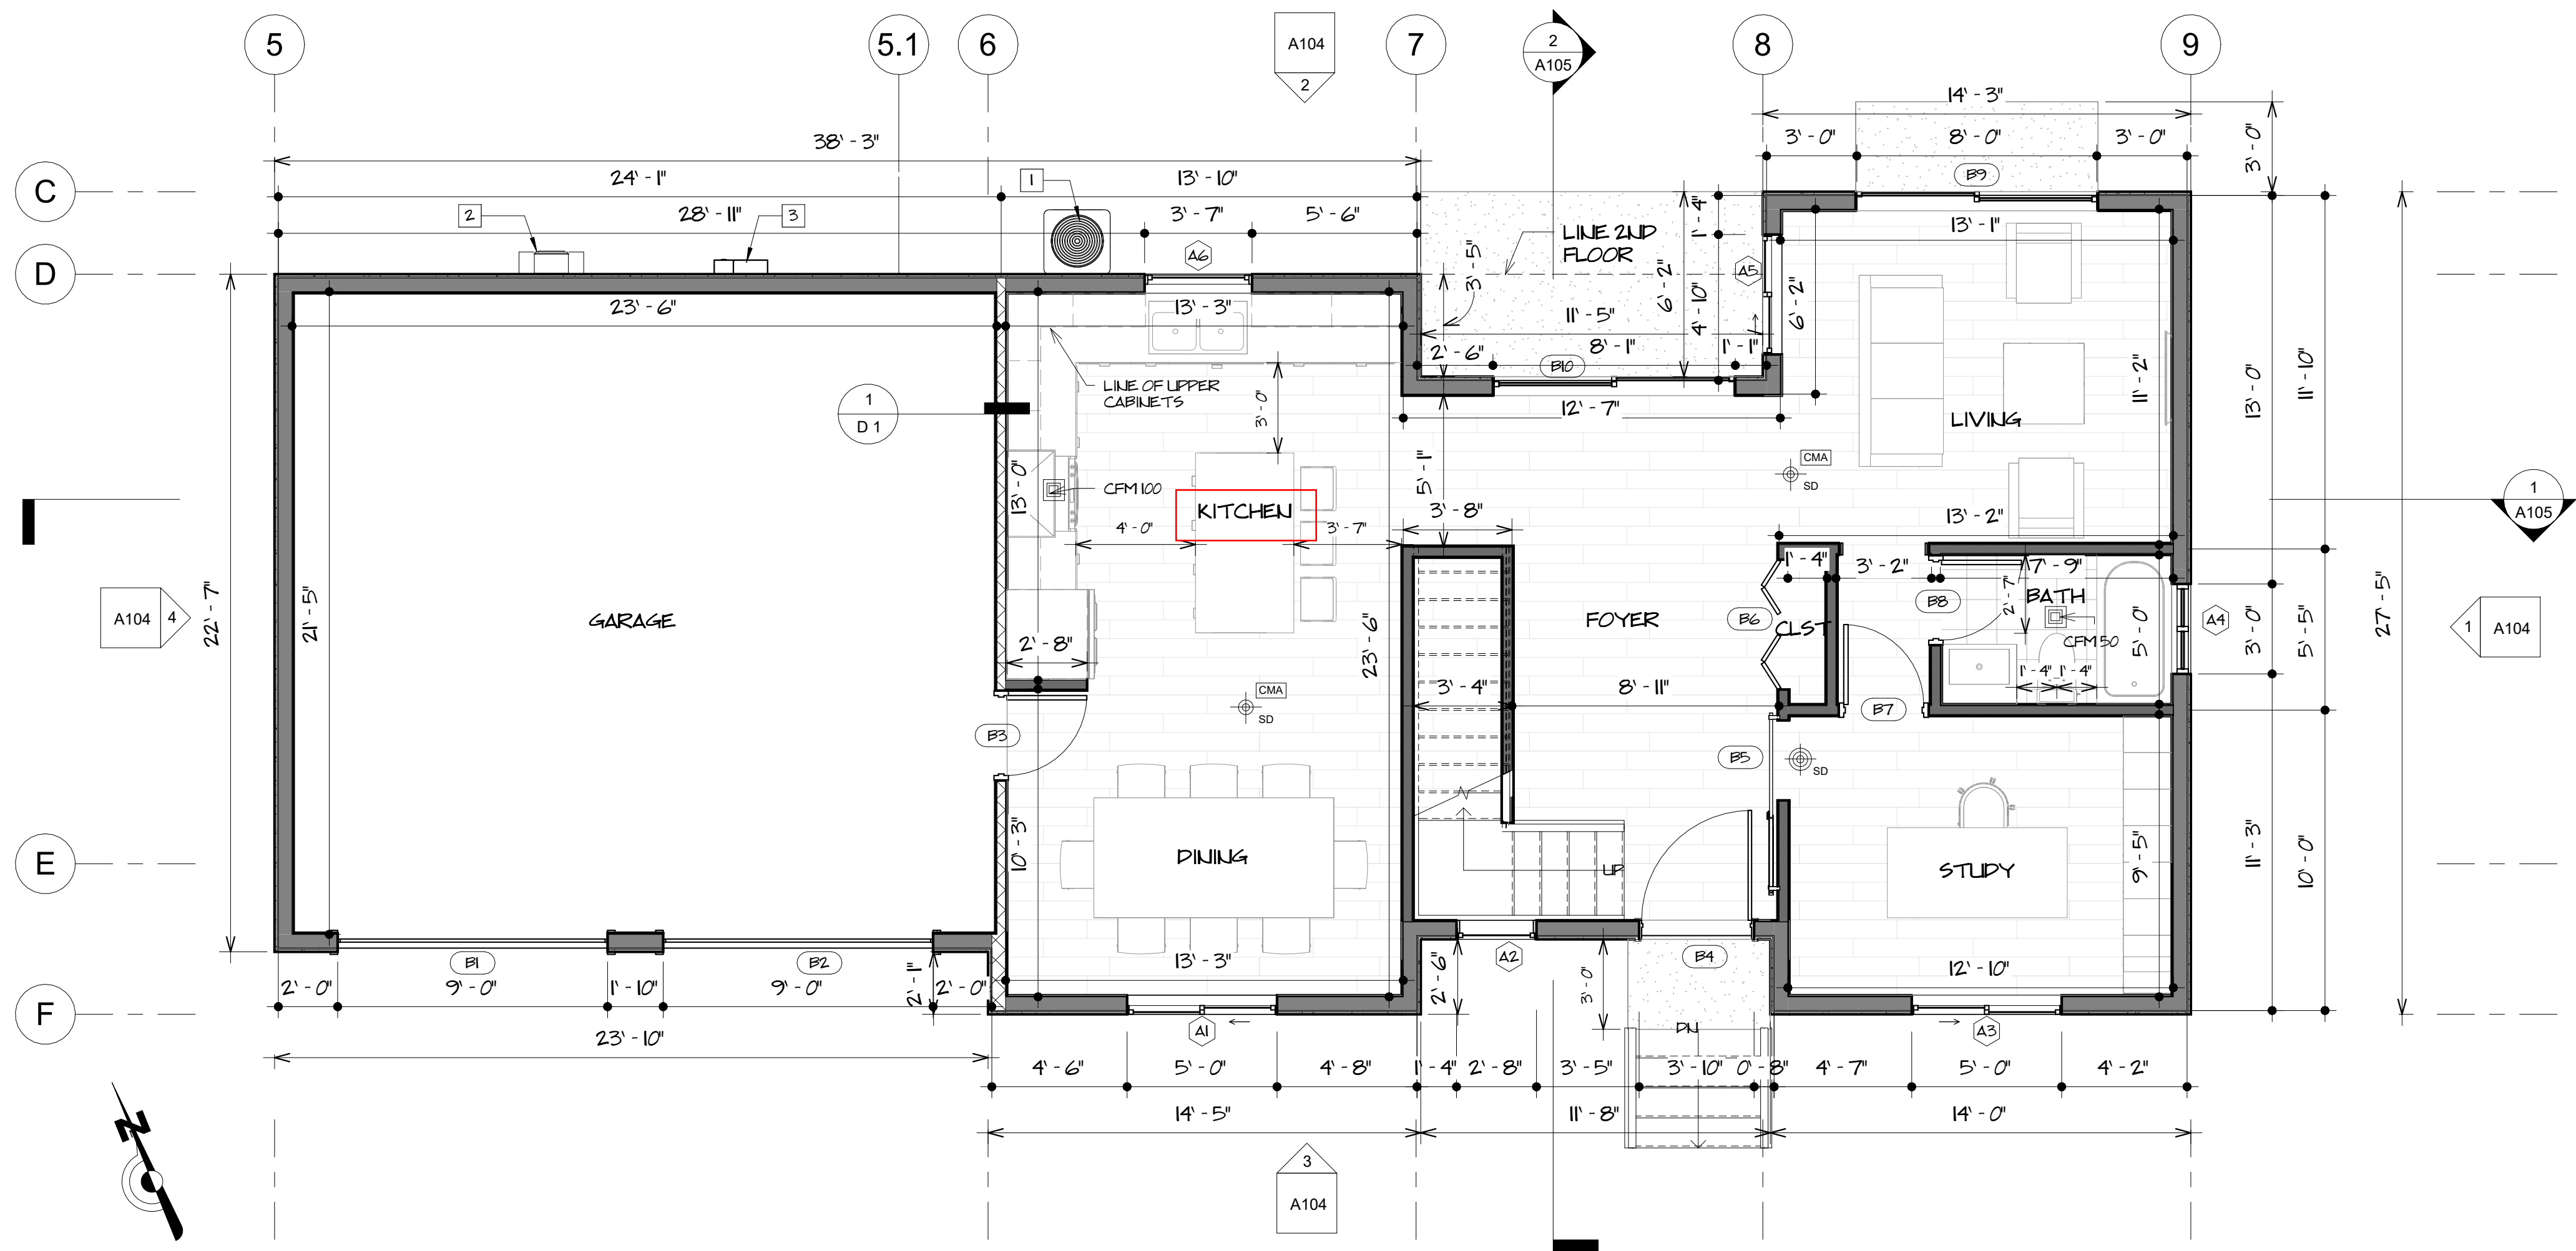 5
5.1
6
A104
2
7
2
A105
8
9
14'-3"
3'-0"
8'-0"
3'-0"
3'-0"
38'-3"
C
24'-1"
1
13'-10"
B9
2
28'-11"
3
3'-7"
5'-6"
1'-4"
13'-1"
LINE 2ND
FLOOR
D
A6
3'-5"
6'-2"
A5
23'-6"
13'-3"
11'-5"
4'-10"
6'-2"
2'-6"
8'-1"
1'-1"
B10
LINE OF UPPER
CABINETS
1
D 1
3'-0"
12'-7"
11'-2"
LIVING
13'-0"
11'-10"
CMA
SD
5'-1"
13'-0"
CFM 100
KITCHEN
4'-0"
3'-7"
3'-8"
13'-2"
1
A105
1'-4"
3'-2"
7'-9"
2'-7"
A104
4
22'-7"
21'-5"
GARAGE
23'-6"
FOYER
B6
CLST
B8
BATH
CFM 50
A4
3'-0"
5'-5"
27'-5"
1
A104
2'-8"
5'-0"
1'-4"
1'-4"
CMA
SD
3'-4"
8'-11"
B7
B3
B5
SD
10'-3"
DINING
UP
STUDY
9'-5"
11'-3"
10'-0"
E
13'-3"
12'-10"
B1
B2
A2
B4
2'-0"
9'-0"
1'-10"
9'-0"
2'-1"
2'-0"
2'-6"
3'-0"
F
A1
DN
A3
23'-10"
4'-6"
5'-0"
4'-8"
1'-4"
2'-8"
3'-5"
3'-10"
0'-8"
4'-7"
5'-0"
4'-2"
14'-5"
11'-8"
14'-0"
N
3
A104